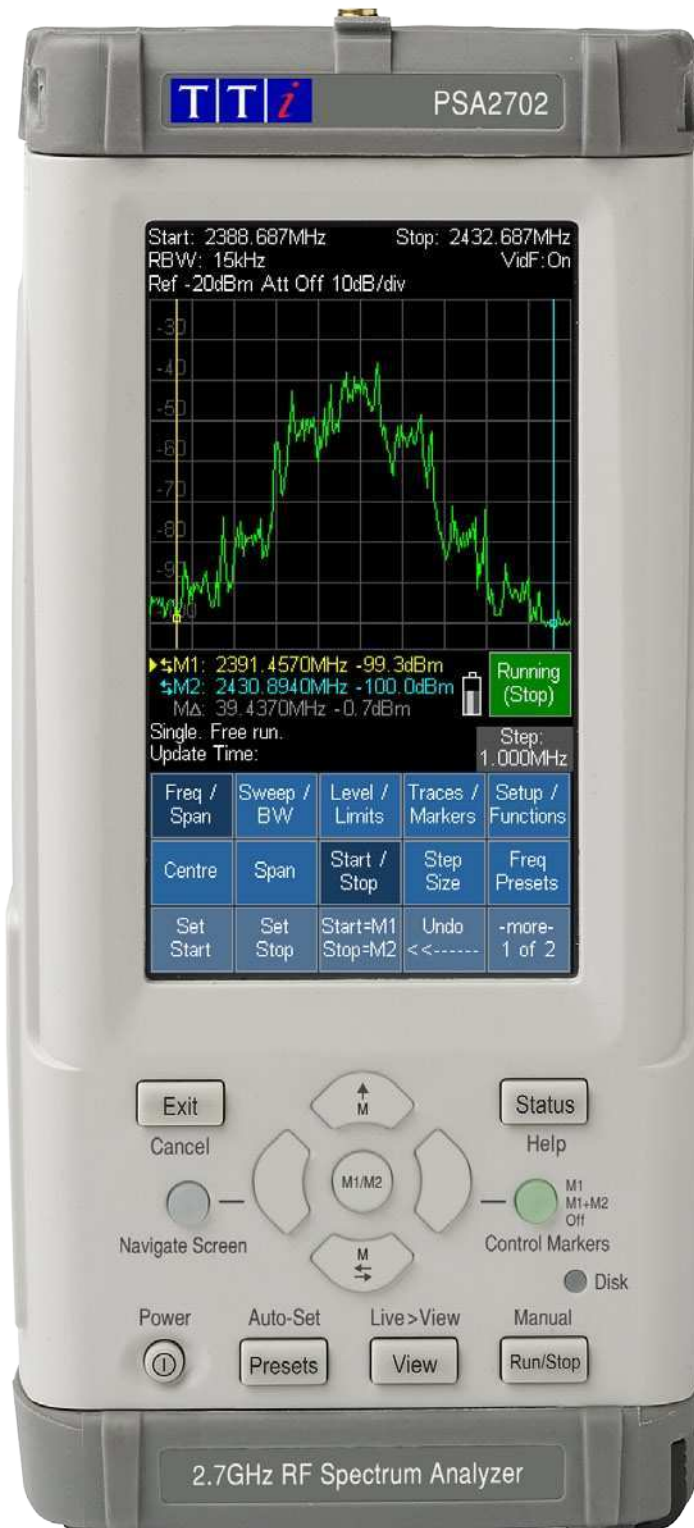 TTi PSA2702
Start: 2388.687MHz Stop: 2432.687MHz
RBW: 15kHz VidF:On
Ref -20dBm Att Off 10dB/div
-30
-40
-50
-60
-70
-80
-90
-100
M1: 2391.4570MHz -99.3dBm
M2: 2430.8940MHz -100.0dBm
MΔ: 39.4370MHz -0.7dBm
Running
(Stop)
Single. Free run.
Update Time:
Step:
1.000MHz
Freq /
Span
Sweep /
BW
Level /
Limits
Traces /
Markers
Setup /
Functions
Centre
Span
Start /
Stop
Step
Size
Freq
Presets
Set
Start
Set
Stop
Start=M1
Stop=M2
Undo
<<------
-more-
1 of 2
Exit
Cancel
M
Status
Help
M1/M2
Navigate Screen
M1
M1+M2
Off
Control Markers
M
Disk
Power
Auto-Set
Live>View
Manual
Presets
View
Run/Stop
2.7GHz RF Spectrum Analyzer